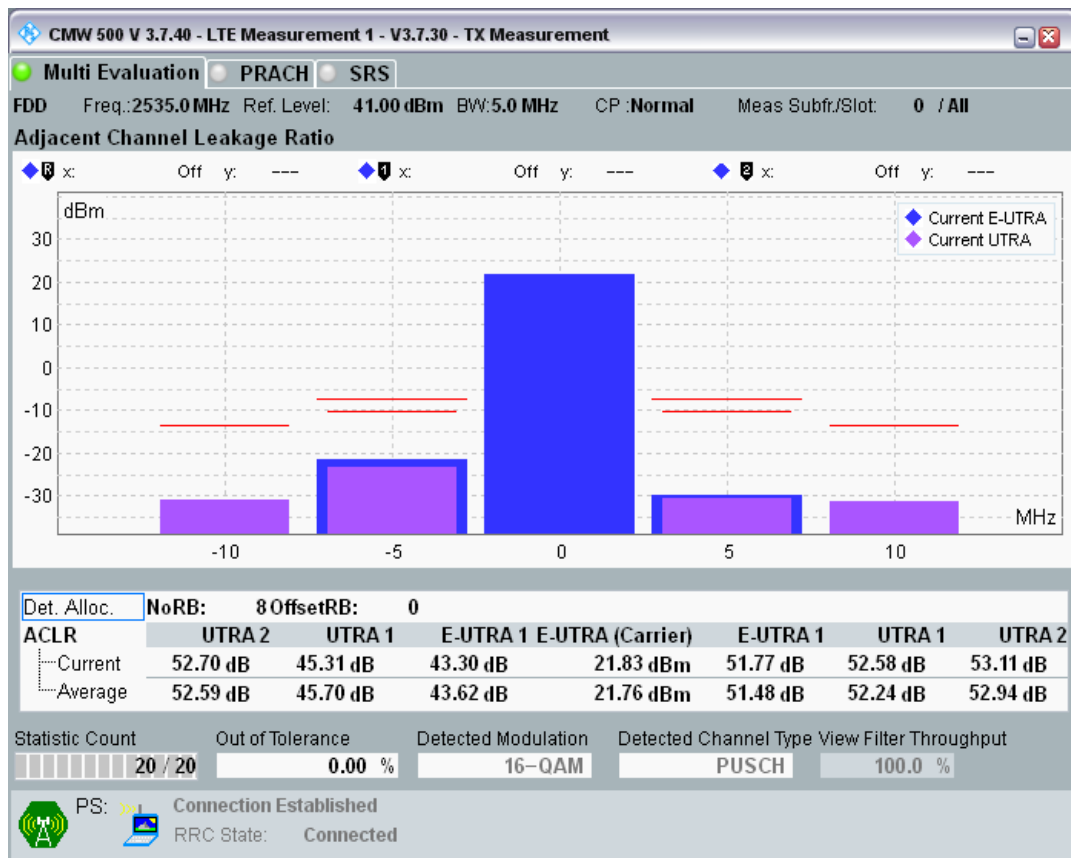 CMW 500 V 3.7.40 - LTE Measurement 1 - V3.7.30 - TX Measurement
Multi Evaluation PRACH SRS
FDD Freq.:2535.0 MHz Ref. Level: 41.00 dBm BW:5.0 MHz CP :Normal Meas Subfr./Slot: 0 / All
Adjacent Channel Leakage Ratio
R x: Off y: --- 1 x: Off y: --- 2 x: Off y: ---
dBm
Current E-UTRA
Current UTRA
30
20
10
0
-10
-20
-30
MHz
-10 -5 0 5 10
Det. Alloc. NoRB: 8 OffsetRB: 0
ACLR UTRA 2 UTRA 1 E-UTRA 1 E-UTRA (Carrier) E-UTRA 1 UTRA 1 UTRA 2
Current 52.70 dB 45.31 dB 43.30 dB 21.83 dBm 51.77 dB 52.58 dB 53.11 dB
Average 52.59 dB 45.70 dB 43.62 dB 21.76 dBm 51.48 dB 52.24 dB 52.94 dB
Statistic Count Out of Tolerance Detected Modulation Detected Channel Type View Filter Throughput
20 / 20 0.00 % 16-QAM PUSCH 100.0 %
PS: Connection Established
RRC State: Connected